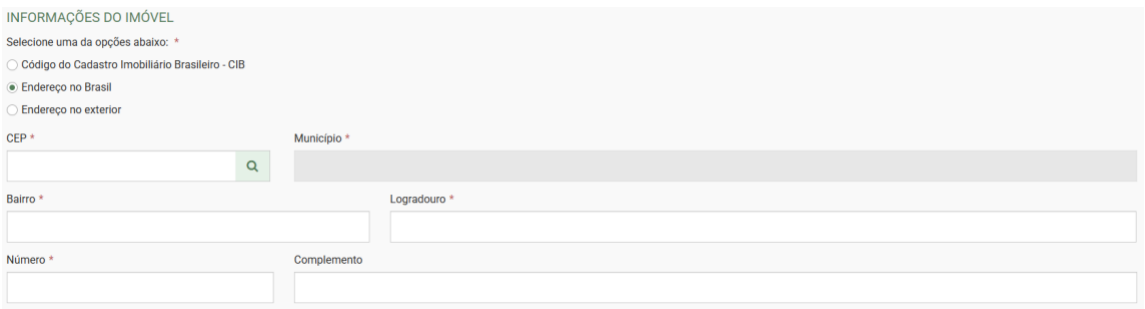 INFORMAÇÕES DO IMÓVEL
Selecione uma da opções abaixo: *
Código do Cadastro Imobiliário Brasileiro - CIB
Endereço no Brasil
Endereço no exterior
CEP * Município *
Bairro * Logradouro *
Número * Complemento